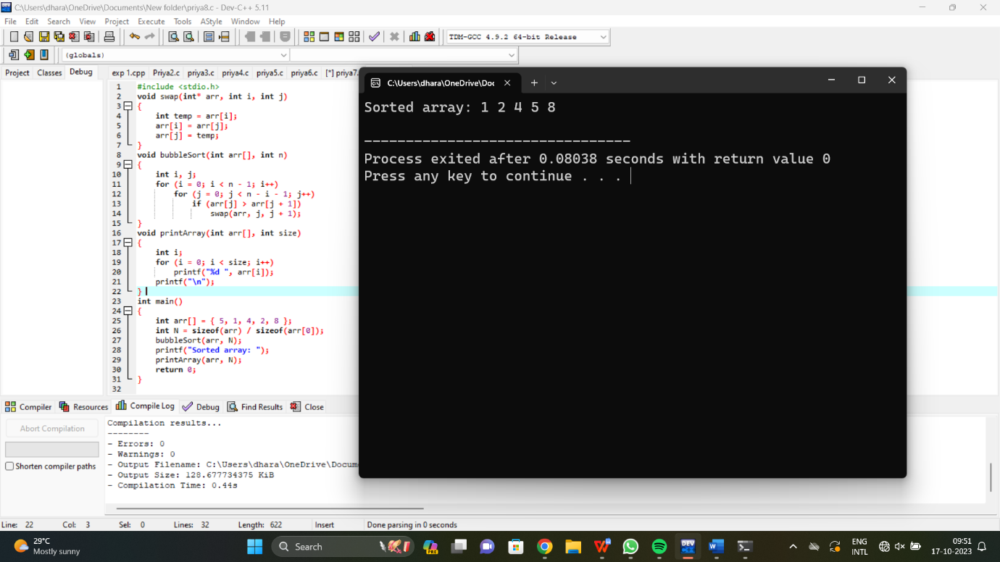 C:\Users\dhara\OneDrive\Documents\New folder\priya8.c - Dev-C++ 5.11
File Edit Search View Project Execute Tools AStyle Window Help
TDM-GCC 4.9.2 64-bit Release
(globals)
Project Classes Debug
exp 1.cpp Priya2.c priya3.c priya4.c priya5.c priya6.c [*] priya7.
1 #include <stdio.h>
2 void swap(int* arr, int i, int j)
3 {
4 int temp = arr[i];
5 arr[i] = arr[j];
6 arr[j] = temp;
7 }
8 void bubbleSort(int arr[], int n)
9 {
10 int i, j;
11 for (i = 0; i < n - 1; i++)
12 for (j = 0; j < n - i - 1; j++)
13 if (arr[j] > arr[j + 1])
14 swap(arr, j, j + 1);
15 }
16 void printArray(int arr[], int size)
17 {
18 int i;
19 for (i = 0; i < size; i++)
20 printf("%d ", arr[i]);
21 printf("\n");
22 }
23 int main()
24 {
25 int arr[] = { 5, 1, 4, 2, 8 };
26 int N = sizeof(arr) / sizeof(arr[0]);
27 bubbleSort(arr, N);
28 printf("Sorted array: ");
29 printArray(arr, N);
30 return 0;
31 }
32
C:\Users\dhara\OneDrive\Doc
Sorted array: 1 2 4 5 8
--------------------------------
Process exited after 0.08038 seconds with return value 0
Press any key to continue . . .
Compiler Resources Compile Log Debug Find Results Close
Abort Compilation
Shorten compiler paths
Compilation results...
--------
- Errors: 0
- Warnings: 0
- Output Filename: C:\Users\dhara\OneDrive\Docum
- Output Size: 128.677734375 KiB
- Compilation Time: 0.44s
Line: 22 Col: 3 Sel: 0 Lines: 32 Length: 622 Insert Done parsing in 0 seconds
29°C
Mostly sunny
Search
PRE
DEV
ENG
INTL
09:51
17-10-2023